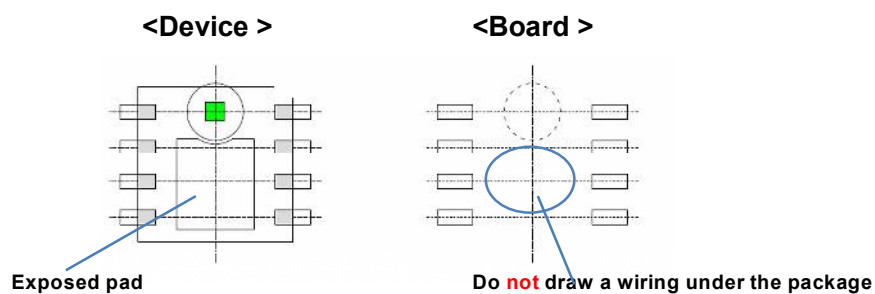 <Device >
<Board >
Exposed pad
Do not draw a wiring under the package